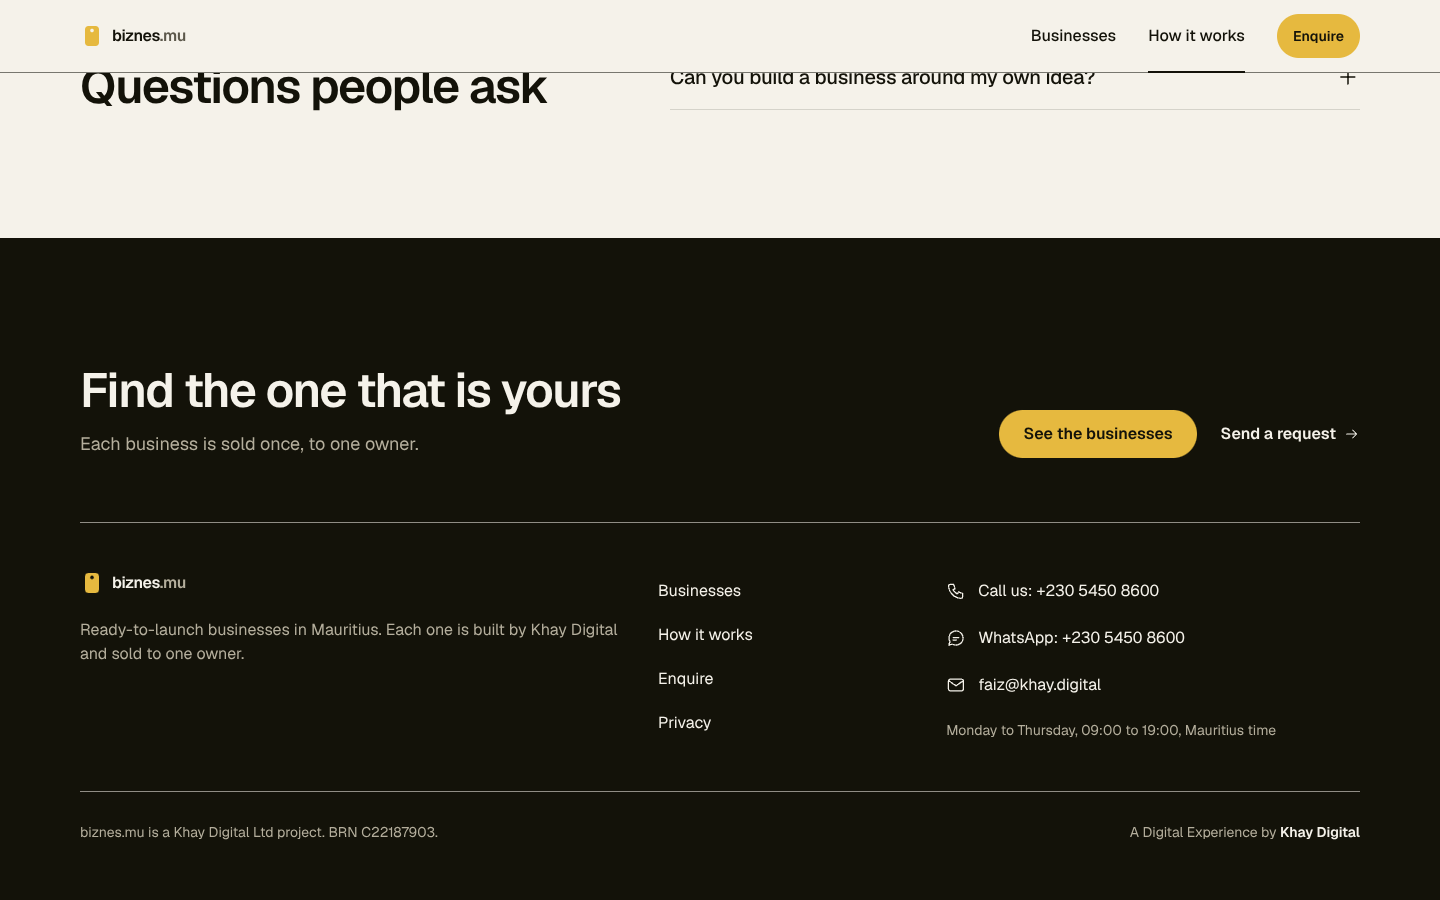 biznes.mu
Businesses
How it works
Enquire
Questions people ask
Can you build a business around my own idea?
Find the one that is yours
Each business is sold once, to one owner.
See the businesses
Send a request →
biznes.mu
Ready-to-launch businesses in Mauritius. Each one is built by Khay Digital
and sold to one owner.
Businesses
How it works
Enquire
Privacy
Call us: +230 5450 8600
WhatsApp: +230 5450 8600
faiz@khay.digital
Monday to Thursday, 09:00 to 19:00, Mauritius time
biznes.mu is a Khay Digital Ltd project. BRN C22187903.
A Digital Experience by Khay Digital